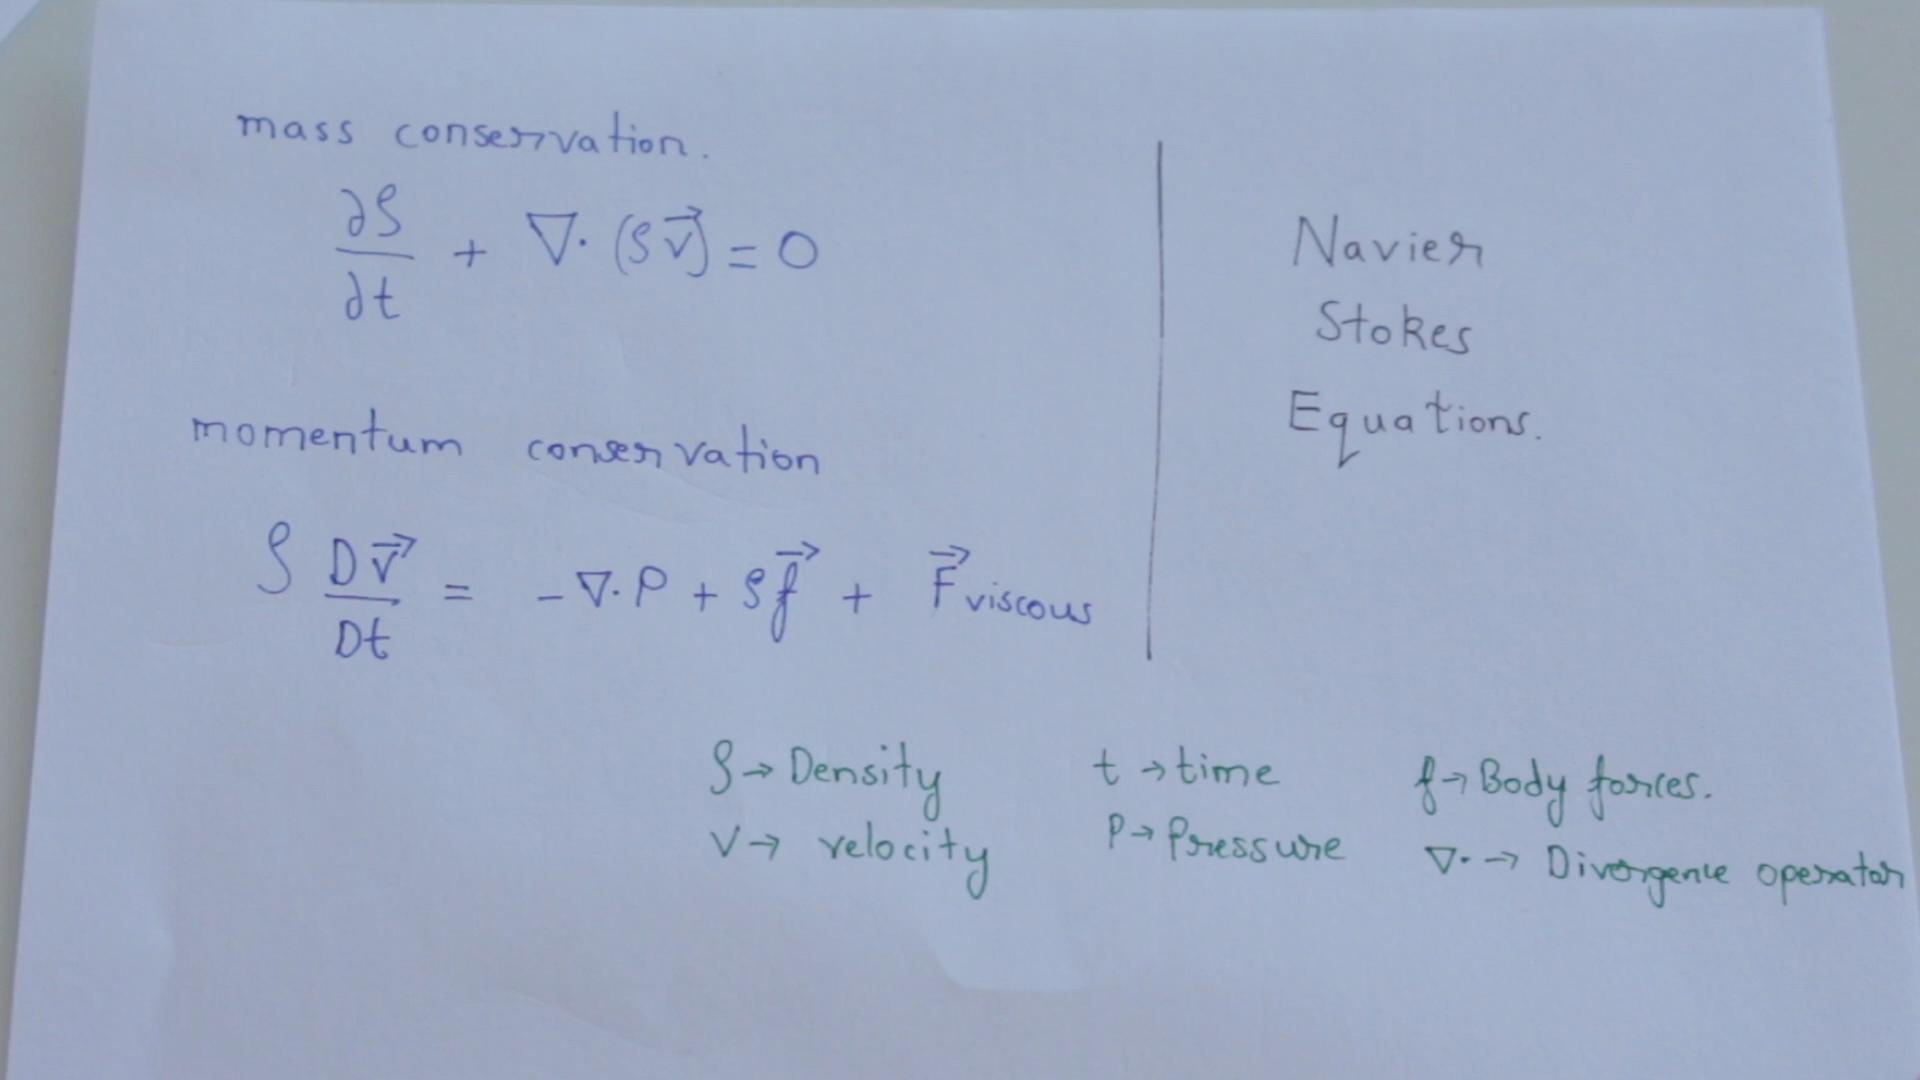 mass conservation.
∂ρ/∂t + ∇· (ρv⃗) = 0
momentum conservation
ρ Dv⃗/Dt = -∇·P + ρf⃗ + F⃗viscous
Navier
Stokes
Equations.
ρ→Density t→time f→Body forces.
V→ velocity P→Pressure ∇·→ Divergence operator